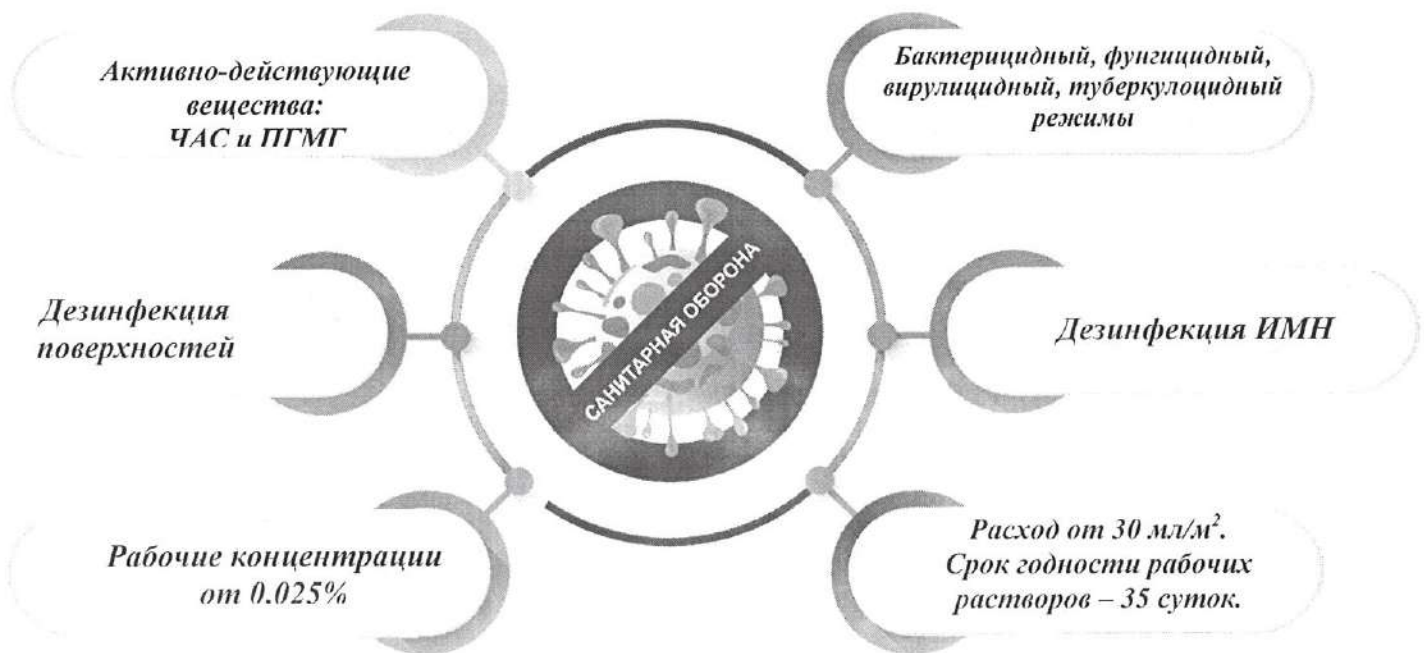 Активно-действующие
вещества:
ЧАС и ПГМГ
Бактерицидный, фунгицидный,
вирулицидный, туберкулоцидный
режимы
Дезинфекция
поверхностей
САНИТАРНАЯ ОБОРОНА
Дезинфекция ИМН
Рабочие концентрации
от 0.025%
Расход от 30 мл/м².
Срок годности рабочих
растворов – 35 суток.